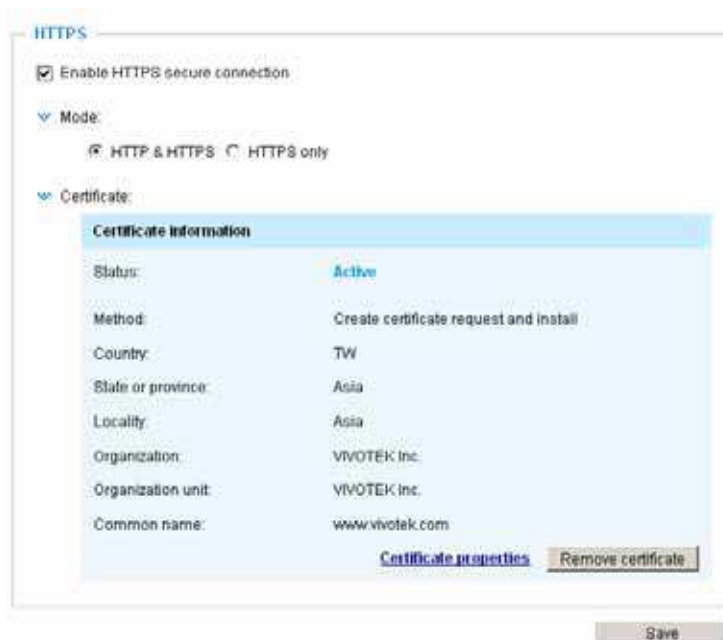 HTTPS
Enable HTTPS secure connection
Mode:
HTTP & HTTPS HTTPS only
Certificate:
Certificate information
Status: Active
Method: Create certificate request and install
Country: TW
State or province: Asia
Locality: Asia
Organization: VIVOTEK Inc.
Organization unit: VIVOTEK Inc.
Common name: www.vivotek.com
Certificate properties Remove certificate
Save